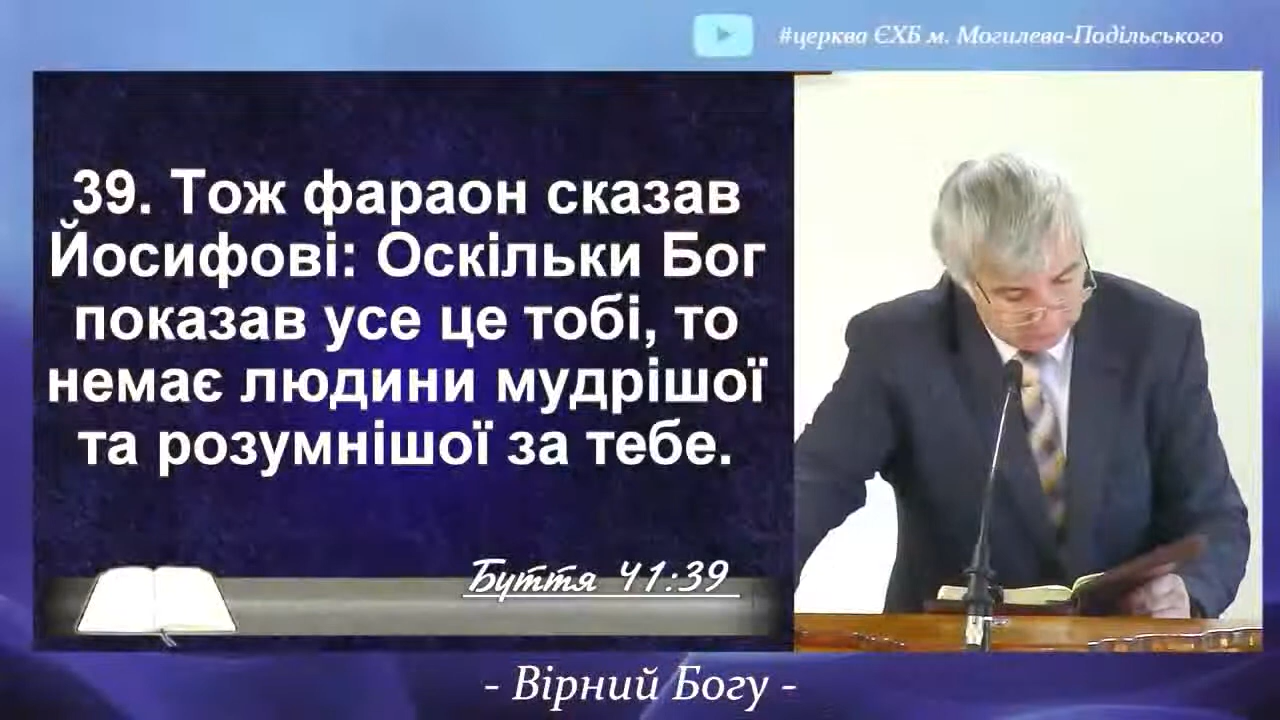 #церква ЄХБ м. Могилева-Подільського
39. Тож фараон сказав
Йосифові: Оскільки Бог
показав усе це тобі, то
немає людини мудрішої
та розумнішої за тебе.
Буття 41:39
- Вірний Богу -